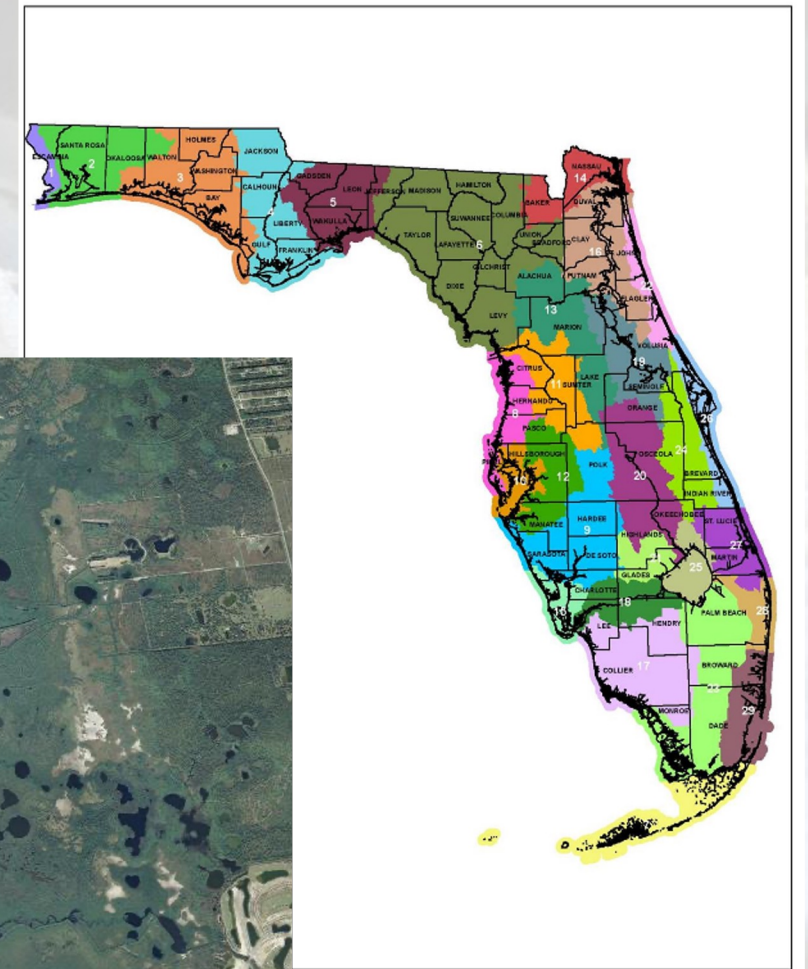 HOLMES
SANTA ROSA
JACKSON
ESCAMBIA
2
OKALOOSA
WALTON
1
WASHINGTON
3
GADSDEN
CALHOUN
LEON
JEFFERSON
MADISON
HAMILTON
BAY
5
4
LIBERTY
WAKULLA
GULF
FRANKLIN
NASSAU
14
BAKER
DUVAL
SUWANNEE
COLUMBIA
TAYLOR
LAFAYETTE
6
UNION
BRADFORD
CLAY
16
ST JOHNS
GILCHRIST
ALACHUA
PUTNAM
DIXIE
22
FLAGLER
LEVY
13
MARION
VOLUSIA
CITRUS
LAKE
19
11
SUMTER
SEMINOLE
HERNANDO
ORANGE
8
26
PASCO
HILLSBOROUGH
POLK
OSCEOLA
24
10
12
20
BREVARD
INDIAN RIVER
HARDEE
OKEECHOBEE
ST. LUCIE
MANATEE
9
HIGHLANDS
27
SARASOTA
DE SOTO
MARTIN
GLADES
25
CHARLOTTE
18
PALM BEACH
28
LEE
HENDRY
COLLIER
17
BROWARD
MONROE
29
DADE